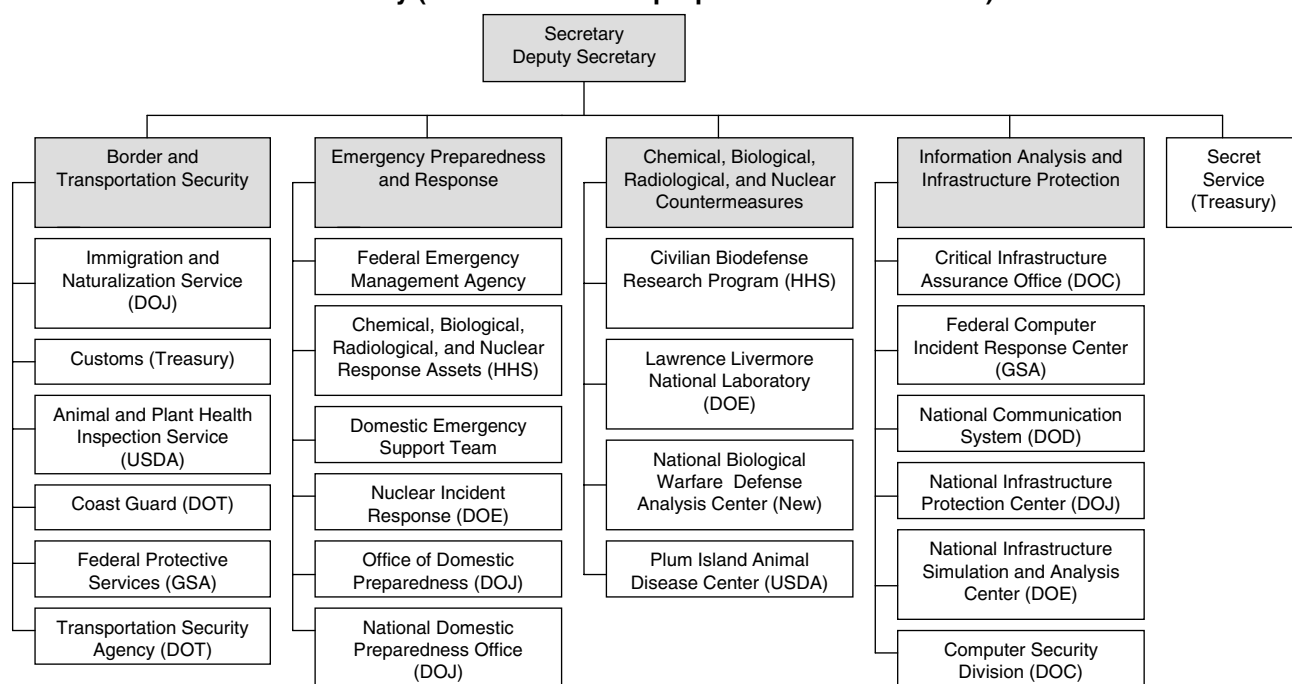 Secretary
Deputy Secretary
Border and
Transportation Security
Immigration and
Naturalization Service
(DOJ)
Customs (Treasury)
Animal and Plant Health
Inspection Service
(USDA)
Coast Guard (DOT)
Federal Protective
Services (GSA)
Transportation Security
Agency (DOT)
Emergency Preparedness
and Response
Federal Emergency
Management Agency
Chemical, Biological,
Radiological, and Nuclear
Response Assets (HHS)
Domestic Emergency
Support Team
Nuclear Incident
Response (DOE)
Office of Domestic
Preparedness (DOJ)
National Domestic
Preparedness Office
(DOJ)
Chemical, Biological,
Radiological, and Nuclear
Countermeasures
Civilian Biodefense
Research Program (HHS)
Lawrence Livermore
National Laboratory
(DOE)
National Biological
Warfare Defense
Analysis Center (New)
Plum Island Animal
Disease Center (USDA)
Information Analysis and
Infrastructure Protection
Critical Infrastructure
Assurance Office (DOC)
Federal Computer
Incident Response Center
(GSA)
National Communication
System (DOD)
National Infrastructure
Protection Center (DOJ)
National Infrastructure
Simulation and Analysis
Center (DOE)
Computer Security
Division (DOC)
Secret
Service
(Treasury)